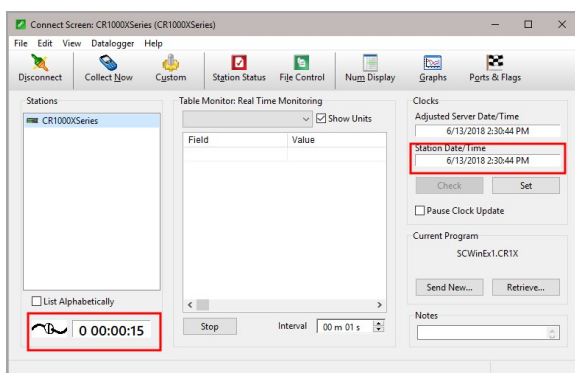 Connect Screen: CR1000XSeries (CR1000XSeries)
File Edit View Datalogger Help
Disconnect Collect Now Custom Station Status File Control Num Display Graphs Ports & Flags
Stations
CR1000XSeries
List Alphabetically
0 00:00:15
Table Monitor: Real Time Monitoring
Show Units
Field Value
Stop Interval 00 m 01 s
Clocks
Adjusted Server Date/Time
6/13/2018 2:30:44 PM
Station Date/Time
6/13/2018 2:30:44 PM
Check Set
Pause Clock Update
Current Program
SCWinEx1.CR1X
Send New... Retrieve...
Notes